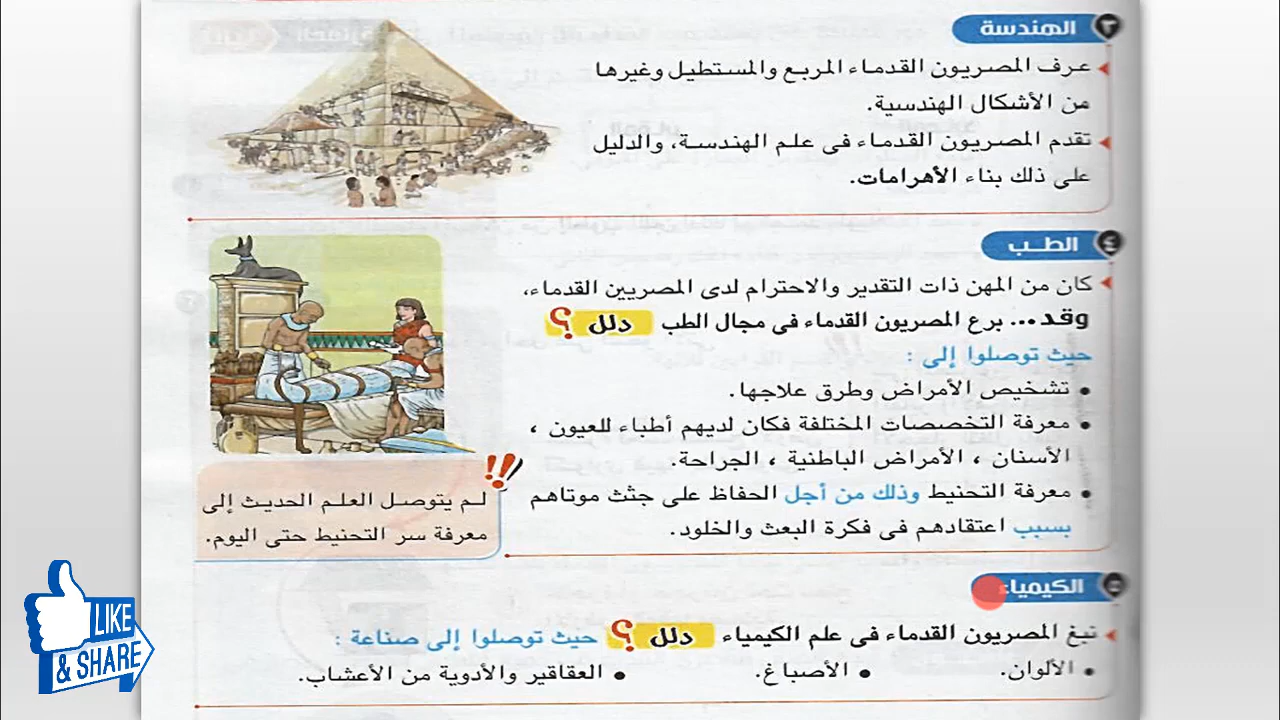 ٣ الهندسة
عرف المصريون القدماء المربع والمستطيل وغيرها
من الأشكال الهندسية.
تقدم المصريون القدماء فى علم الهندسة، والدليل
على ذلك بناء الأهرامات.
٤ الطب
كان من المهن ذات التقدير والاحترام لدى المصريين القدماء،
وقد... برع المصريون القدماء فى مجال الطب دلل ؟
حيث توصلوا إلى :
• تشخيص الأمراض وطرق علاجها.
• معرفة التخصصات المختلفة فكان لديهم أطباء للعيون ،
الأسنان ، الأمراض الباطنية ، الجراحة.
• معرفة التحنيط وذلك من أجل الحفاظ على جثث موتاهم
بسبب اعتقادهم فى فكرة البعث والخلود.
!!
لم يتوصل العلم الحديث إلى
معرفة سر التحنيط حتى اليوم.
٥ الكيمياء
نبغ المصريون القدماء فى علم الكيمياء دلل ؟ حيث توصلوا إلى صناعة :
• الألوان. • الأصباغ. • العقاقير والأدوية من الأعشاب.
LIKE
& SHARE